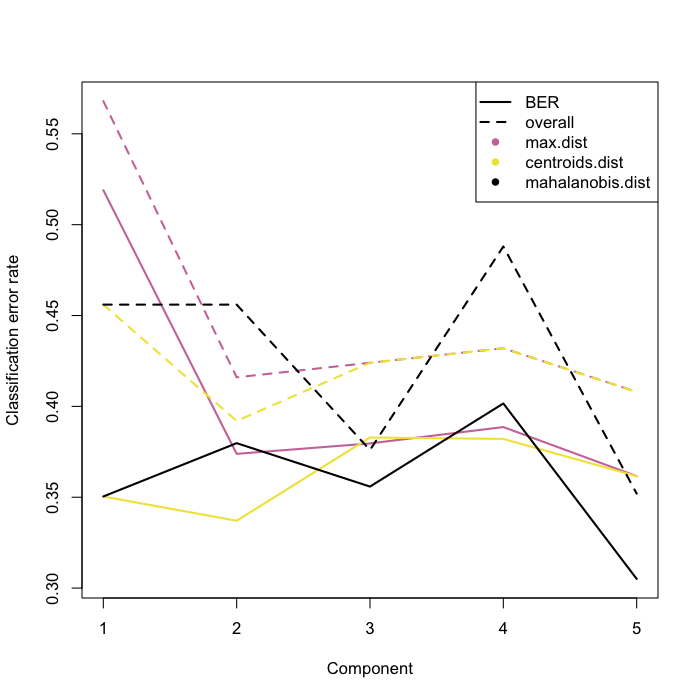 BER
overall
max.dist
centroids.dist
mahalanobis.dist
Classification error rate
0.55
0.50
0.45
0.40
0.35
0.30
1 2 3 4 5
Component